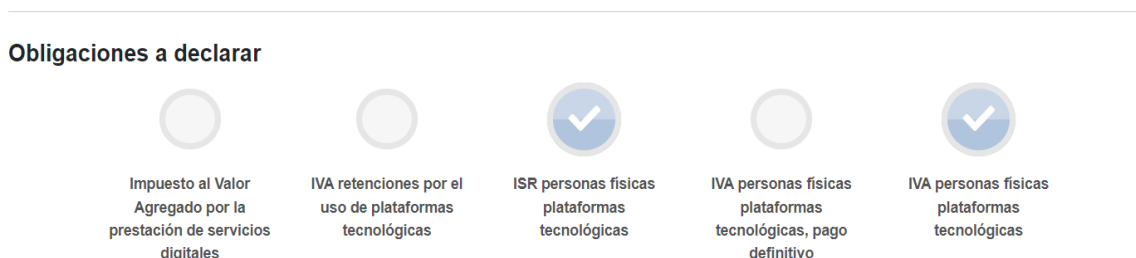 Obligaciones a declarar
Impuesto al Valor
Agregado por la
prestación de servicios
digitales
IVA retenciones por el
uso de plataformas
tecnológicas
ISR personas físicas
plataformas
tecnológicas
IVA personas físicas
plataformas
tecnológicas, pago
definitivo
IVA personas físicas
plataformas
tecnológicas